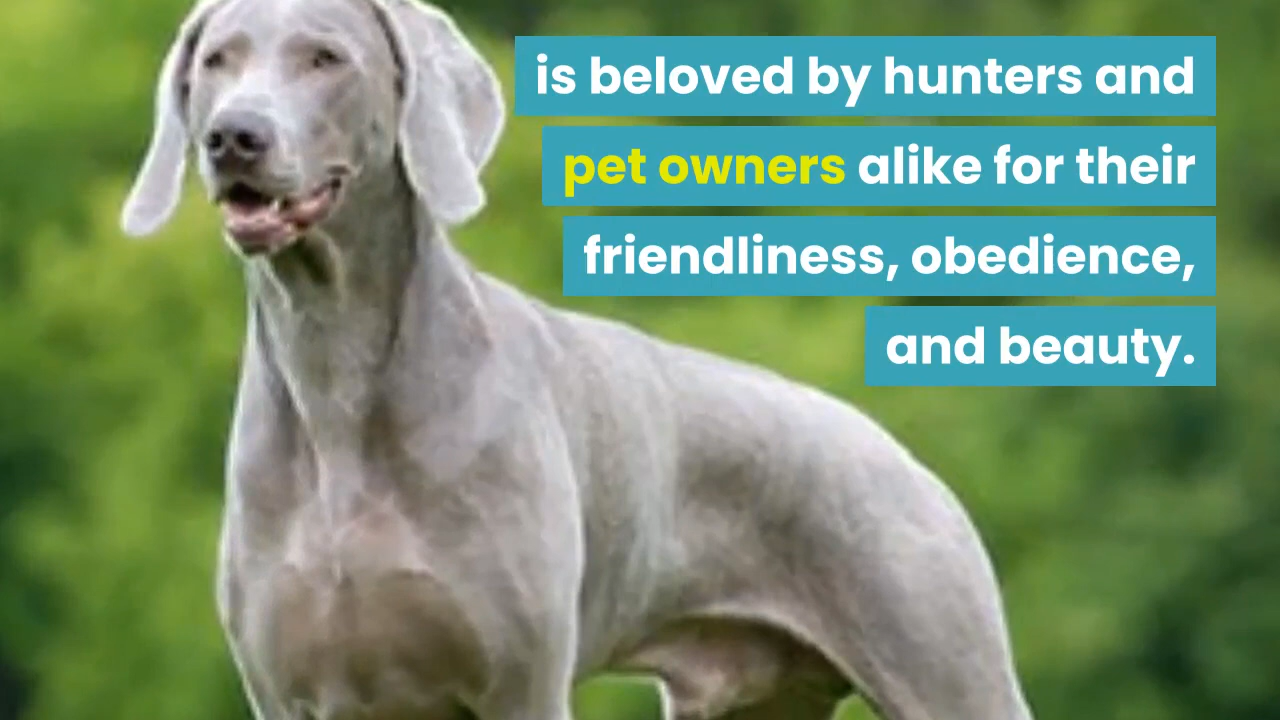 is beloved by hunters and
pet owners alike for their
friendliness, obedience,
and beauty.